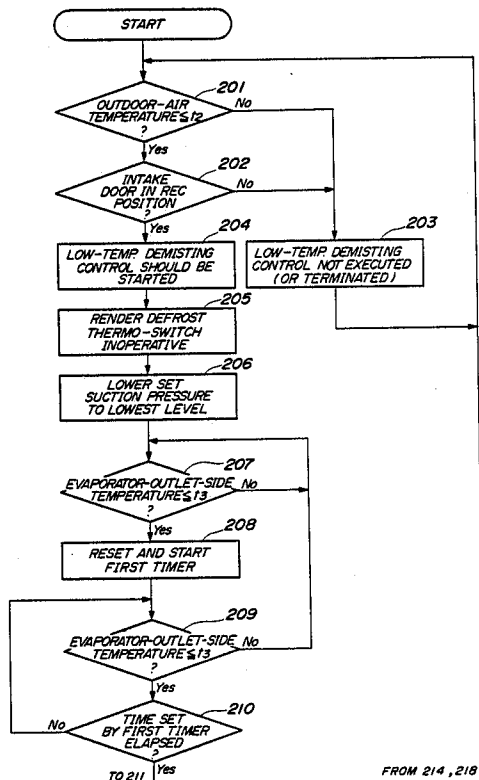 START
201
OUTDOOR-AIR
TEMPERATURE≦t2
?
No
Yes
202
INTAKE
DOOR IN REC
POSITION
?
No
Yes
203
LOW-TEMP. DEMISTING
CONTROL NOT EXECUTED
(OR TERMINATED)
204
LOW-TEMP. DEMISTING
CONTROL SHOULD BE
STARTED
205
RENDER DEFROST
THERMO-SWITCH
INOPERATIVE
206
LOWER SET
SUCTION PRESSURE
TO LOWEST LEVEL
207
EVAPORATOR-OUTLET-SIDE
TEMPERATURE≦t3
?
No
Yes
208
RESET AND START
FIRST TIMER
209
EVAPORATOR-OUTLET-SIDE
TEMPERATURE≦t3
?
No
Yes
210
TIME SET
BY FIRST TIMER
ELAPSED
?
No
Yes
TO 211
FROM 214, 218